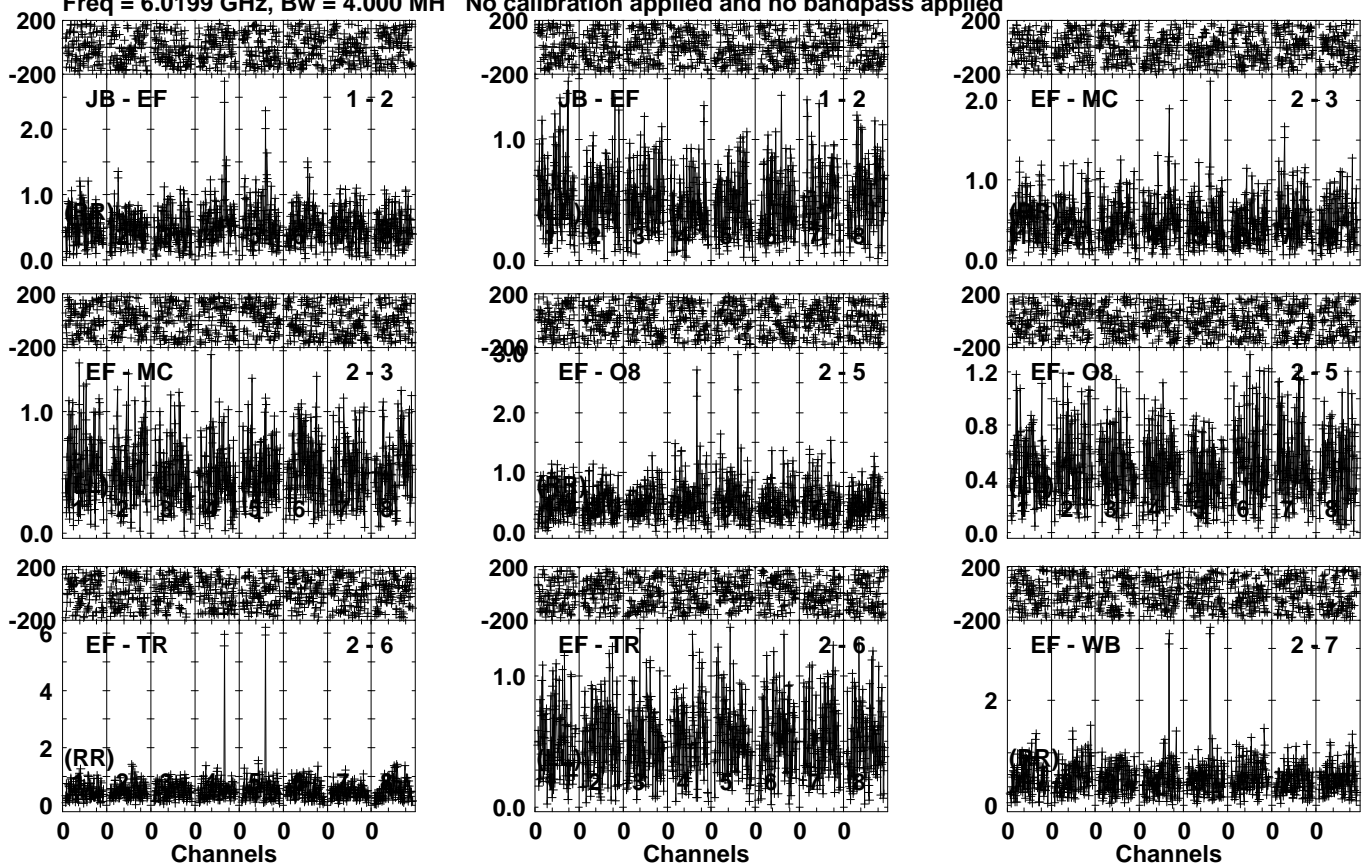 Freq = 6.0199 GHz, Bw = 4.000 MH No calibration applied and no bandpass applied
200 200 200
-200 -200 -200
JB - EF 1 - 2 JB - EF 1 - 2 EF - MC 2 - 3
2.0 1.0 2.0
1.0 1.0
(RR) (RR)
0.0 0.0 0.0
200 200 200
-200 -200 -200
3.0
EF - MC 2 - 3 EF - O8 2 - 5 EF - O8 2 - 5
1.0 2.0 1.2
1.0 0.8
(RR) 0.4
0.0 0.0 0.0
200 200 200
-200 -200 -200
EF - TR 2 - 6 EF - TR 2 - 6 EF - WB 2 - 7
6 1.0 2
4
2
(RR) (RR)
0 0.0 0
0 0 0 0 0 0 0 0 0 0 0 0 0 0 0 0 0 0 0 0 0 0 0 0
Channels Channels Channels